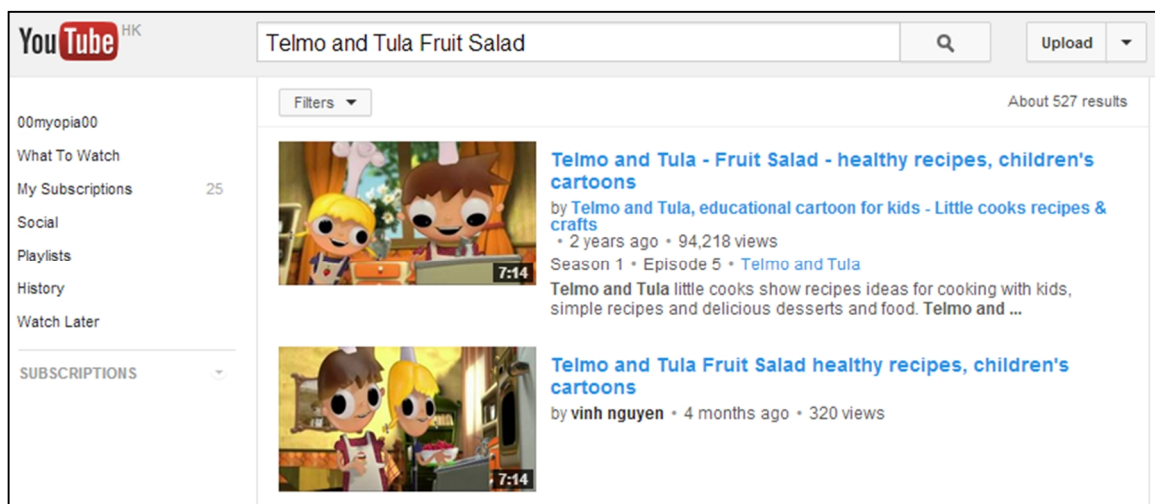 YouTube HK
Telmo and Tula Fruit Salad
Upload
00myopia00
What To Watch
My Subscriptions 25
Social
Playlists
History
Watch Later
SUBSCRIPTIONS
Filters
About 527 results
7:14
Telmo and Tula - Fruit Salad - healthy recipes, children's
cartoons
by Telmo and Tula, educational cartoon for kids - Little cooks recipes &
crafts
• 2 years ago • 94,218 views
Season 1 • Episode 5 • Telmo and Tula
Telmo and Tula little cooks show recipes ideas for cooking with kids,
simple recipes and delicious desserts and food. Telmo and ...
7:14
Telmo and Tula Fruit Salad healthy recipes, children's
cartoons
by vinh nguyen • 4 months ago • 320 views